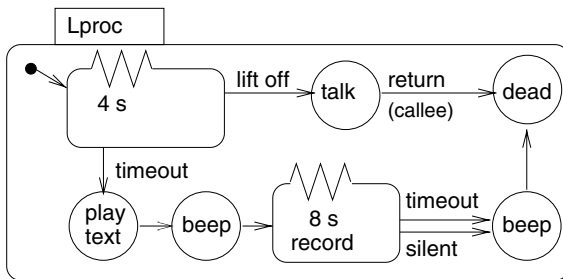 Lproc
4 s
lift off
talk
return
(callee)
dead
timeout
play
text
beep
8 s
record
timeout
silent
beep